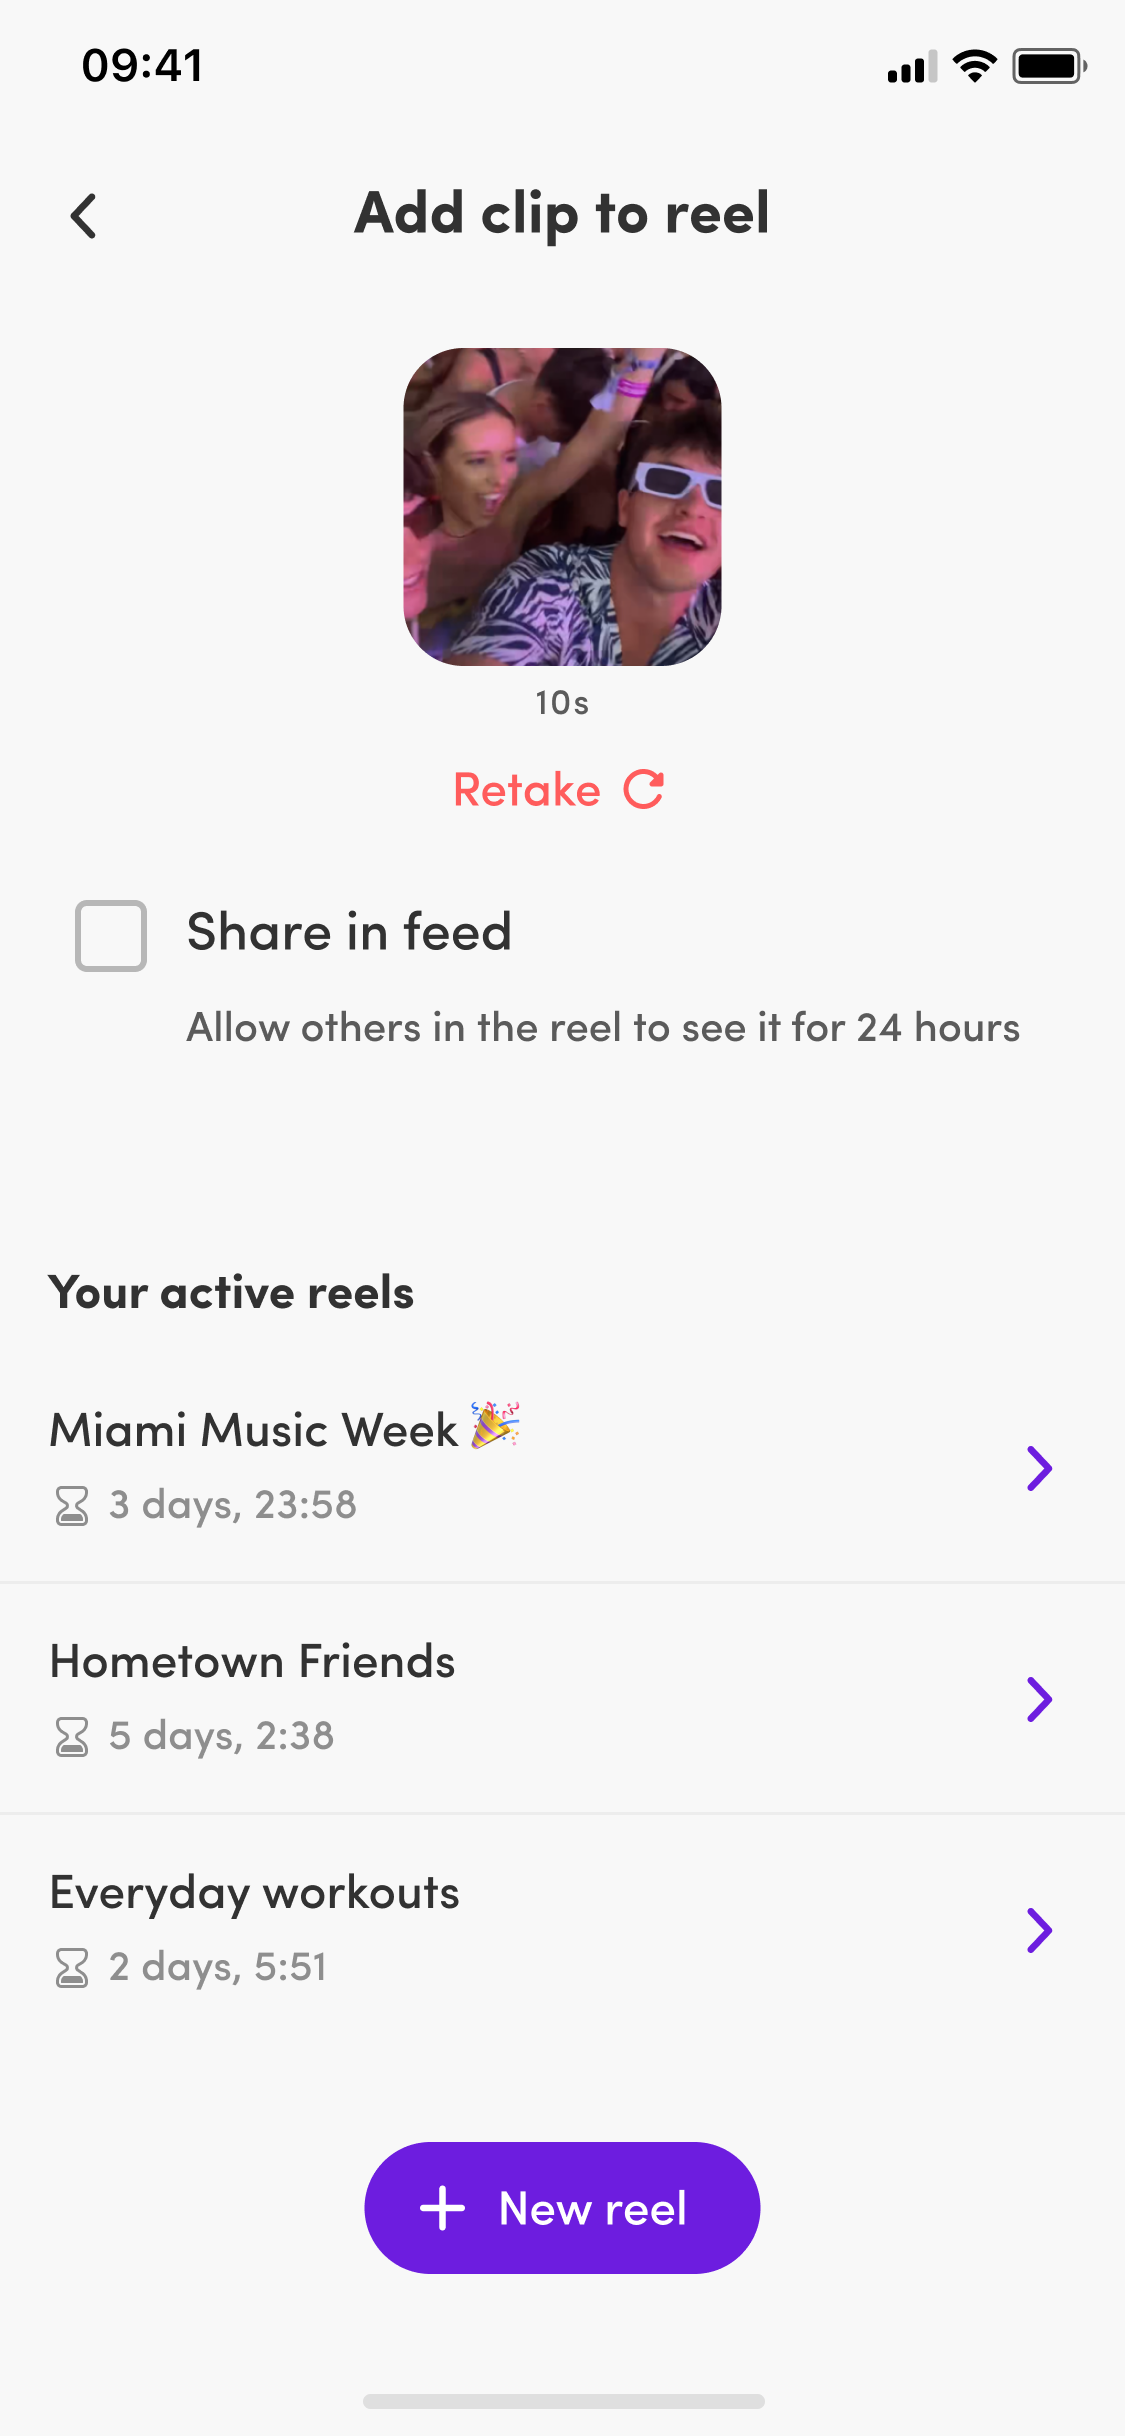 09:41
Add clip to reel
10s
Retake
Share in feed
Allow others in the reel to see it for 24 hours
Your active reels
Miami Music Week 🎉
3 days, 23:58
Hometown Friends
5 days, 2:38
Everyday workouts
2 days, 5:51
+ New reel